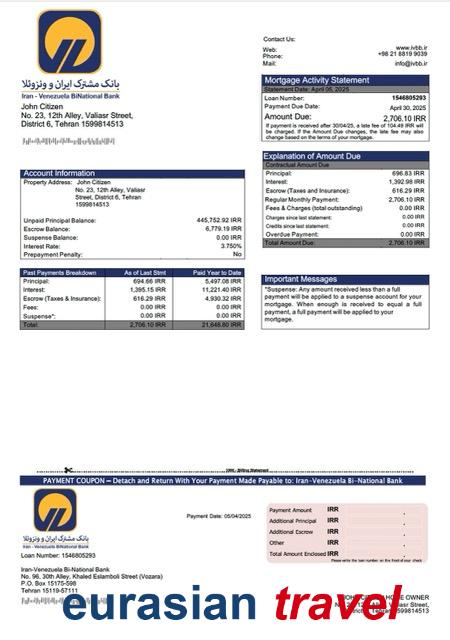 بانک مشترک ایران و ونزوئلا
Iran - Venezuela BiNational Bank
John Citizen
No. 23, 12th Alley, Valiasr Street,
District 6, Tehran 1599814513
Contact Us:
Web: www.ivbb.ir
Phone: +98 21 8819 9039
Mail: info@ivbb.ir
Mortgage Activity Statement
Statement Date: April 05, 2025
Loan Number: 1546805293
Payment Due Date: April 30, 2025
Amount Due: 2,706.10 IRR
If payment is received after 30/04/25, a late fee of 104.49 IRR will
be charged. If the Amount Due changes, the late fee may also
change based on the terms of your mortgage.
Explanation of Amount Due
Contractual Amount Due
Principal: 696.83 IRR
Interest: 1,392.98 IRR
Escrow (Taxes and Insurance): 616.29 IRR
Regular Monthly Payment: 2,706.10 IRR
Fees & Charges (total outstanding) 0.00 IRR
Charges since last statement: 0.00 IRR
Credits since last statement: 0.00 IRR
Overdue Payment: 0.00 IRR
Total Amount Due: 2,706.10 IRR
Account Information
Property Address: John Citizen
No. 23, 12th Alley, Valiasr
Street, District 6, Tehran
1599814513
Unpaid Principal Balance: 445,752.92 IRR
Escrow Balance: 6,779.19 IRR
Suspense Balance: 0.00 IRR
Interest Rate: 3.750%
Prepayment Penalty: No
Past Payments Breakdown As of Last Stmt Paid Year to Date
Principal: 694.66 IRR 5,497.08 IRR
Interest: 1,395.15 IRR 11,221.40 IRR
Escrow (Taxes & Insurance): 616.29 IRR 4,930.32 IRR
Fees: 0.00 IRR 0.00 IRR
Suspense*: 0.00 IRR 0.00 IRR
Total: 2,706.10 IRR 21,648.80 IRR
Important Messages
*Suspense: Any amount received less than a full
payment will be applied to a suspense account for your
mortgage. When enough is received to equal a full
payment, a full payment will be applied to your
mortgage.
PAYMENT COUPON – Detach and Return With Your Payment Made Payable to: Iran-Venezuela Bi-National Bank
بانک مشترک ایران و ونزوئلا
Iran - Venezuela BiNational Bank
Loan Number: 1546805293
Payment Date: 05/04/2025
Payment Amount IRR .
Additional Principal IRR .
Additional Escrow IRR .
Other IRR .
Total Amount Enclosed IRR .
Please write the loan number on the front of your check
Iran-Venezuela Bi-National Bank
No. 96, 30th Alley, Khaled Eslamboli Street (Vozara)
P.O. Box 15175-598
Tehran 15119-57111
eurasian travel